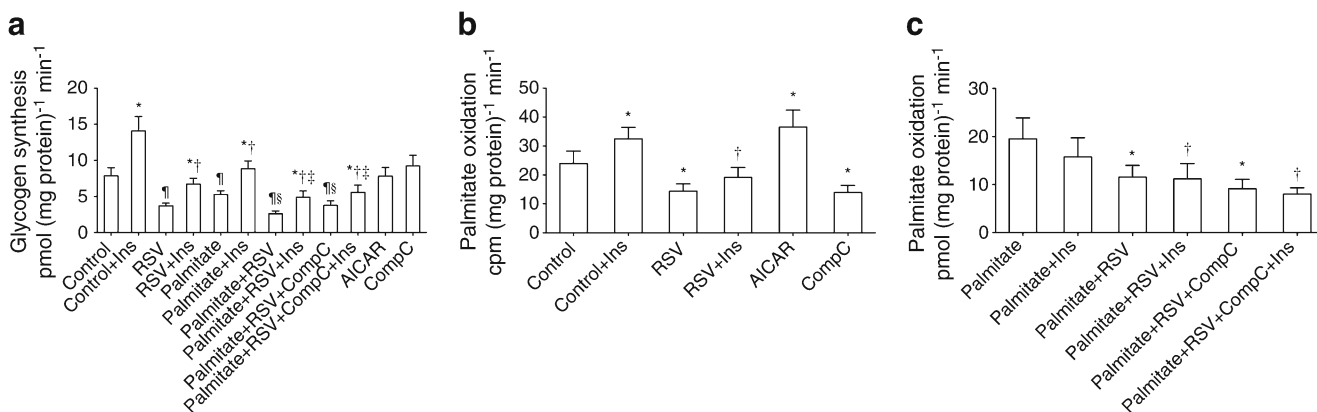 a
Glycogen synthesis
pmol (mg protein)⁻¹ min⁻¹
20
15
10
5
0
*
¶
*†
¶
*†
¶§
*†‡
¶§
*†‡
Control
Control+Ins
RSV
RSV+Ins
Palmitate
Palmitate+Ins
Palmitate+RSV
Palmitate+RSV+Ins
Palmitate+RSV+CompC
Palmitate+RSV+CompC+Ins
AICAR
CompC
b
Palmitate oxidation
cpm (mg protein)⁻¹ min⁻¹
50
40
30
20
10
0
*
*
†
*
*
Control
Control+Ins
RSV
RSV+Ins
AICAR
CompC
c
Palmitate oxidation
pmol (mg protein)⁻¹ min⁻¹
30
20
10
0
*
†
*
†
Palmitate
Palmitate+Ins
Palmitate+RSV
Palmitate+RSV+Ins
Palmitate+RSV+CompC
Palmitate+RSV+CompC+Ins